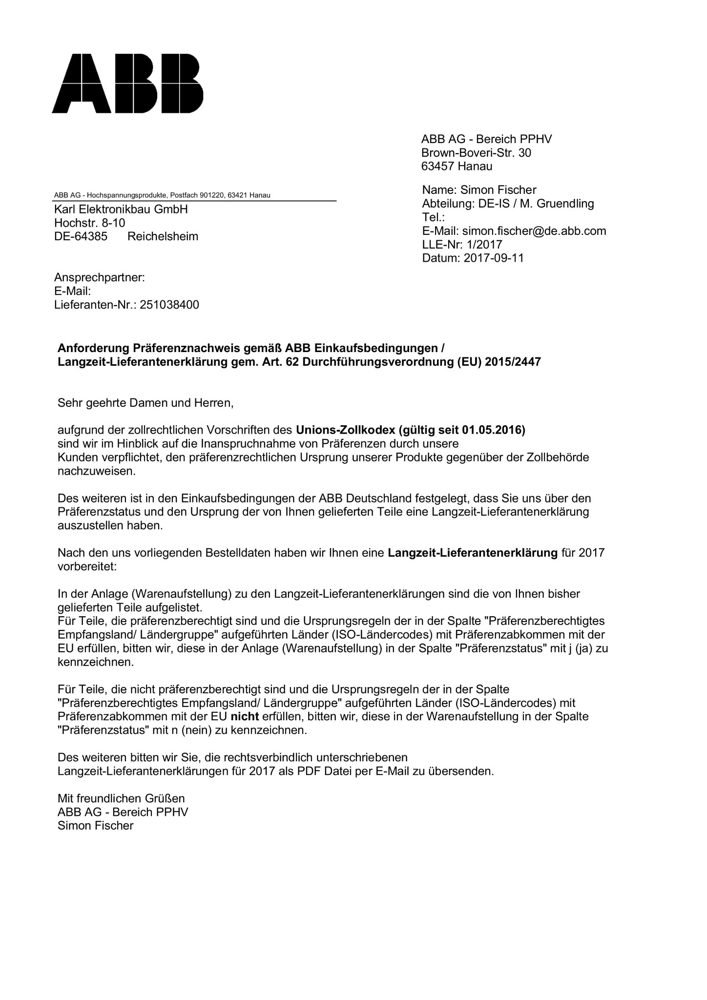 ABB
ABB AG - Bereich PPHV
Brown-Boveri-Str. 30
63457 Hanau
Name: Simon Fischer
Abteilung: DE-IS / M. Gruendling
Tel.:
E-Mail: simon.fischer@de.abb.com
LLE-Nr: 1/2017
Datum: 2017-09-11
ABB AG - Hochspannungsprodukte, Postfach 901220, 63421 Hanau
Karl Elektronikbau GmbH
Hochstr. 8-10
DE-64385 Reichelsheim
Ansprechpartner:
E-Mail:
Lieferanten-Nr.: 251038400
Anforderung Präferenznachweis gemäß ABB Einkaufsbedingungen /
Langzeit-Lieferantenerklärung gem. Art. 62 Durchführungsverordnung (EU) 2015/2447
Sehr geehrte Damen und Herren,
aufgrund der zollrechtlichen Vorschriften des Unions-Zollkodex (gültig seit 01.05.2016)
sind wir im Hinblick auf die Inanspruchnahme von Präferenzen durch unsere
Kunden verpflichtet, den präferenzrechtlichen Ursprung unserer Produkte gegenüber der Zollbehörde
nachzuweisen.
Des weiteren ist in den Einkaufsbedingungen der ABB Deutschland festgelegt, dass Sie uns über den
Präferenzstatus und den Ursprung der von Ihnen gelieferten Teile eine Langzeit-Lieferantenerklärung
auszustellen haben.
Nach den uns vorliegenden Bestelldaten haben wir Ihnen eine Langzeit-Lieferantenerklärung für 2017
vorbereitet:
In der Anlage (Warenaufstellung) zu den Langzeit-Lieferantenerklärungen sind die von Ihnen bisher
gelieferten Teile aufgelistet.
Für Teile, die präferenzberechtigt sind und die Ursprungsregeln der in der Spalte "Präferenzberechtigtes
Empfangsland/ Ländergruppe" aufgeführten Länder (ISO-Ländercodes) mit Präferenzabkommen mit der
EU erfüllen, bitten wir, diese in der Anlage (Warenaufstellung) in der Spalte "Präferenzstatus" mit j (ja) zu
kennzeichnen.
Für Teile, die nicht präferenzberechtigt sind und die Ursprungsregeln der in der Spalte
"Präferenzberechtigtes Empfangsland/ Ländergruppe" aufgeführten Länder (ISO-Ländercodes) mit
Präferenzabkommen mit der EU nicht erfüllen, bitten wir, diese in der Warenaufstellung in der Spalte
"Präferenzstatus" mit n (nein) zu kennzeichnen.
Des weiteren bitten wir Sie, die rechtsverbindlich unterschriebenen
Langzeit-Lieferantenerklärungen für 2017 als PDF Datei per E-Mail zu übersenden.
Mit freundlichen Grüßen
ABB AG - Bereich PPHV
Simon Fischer